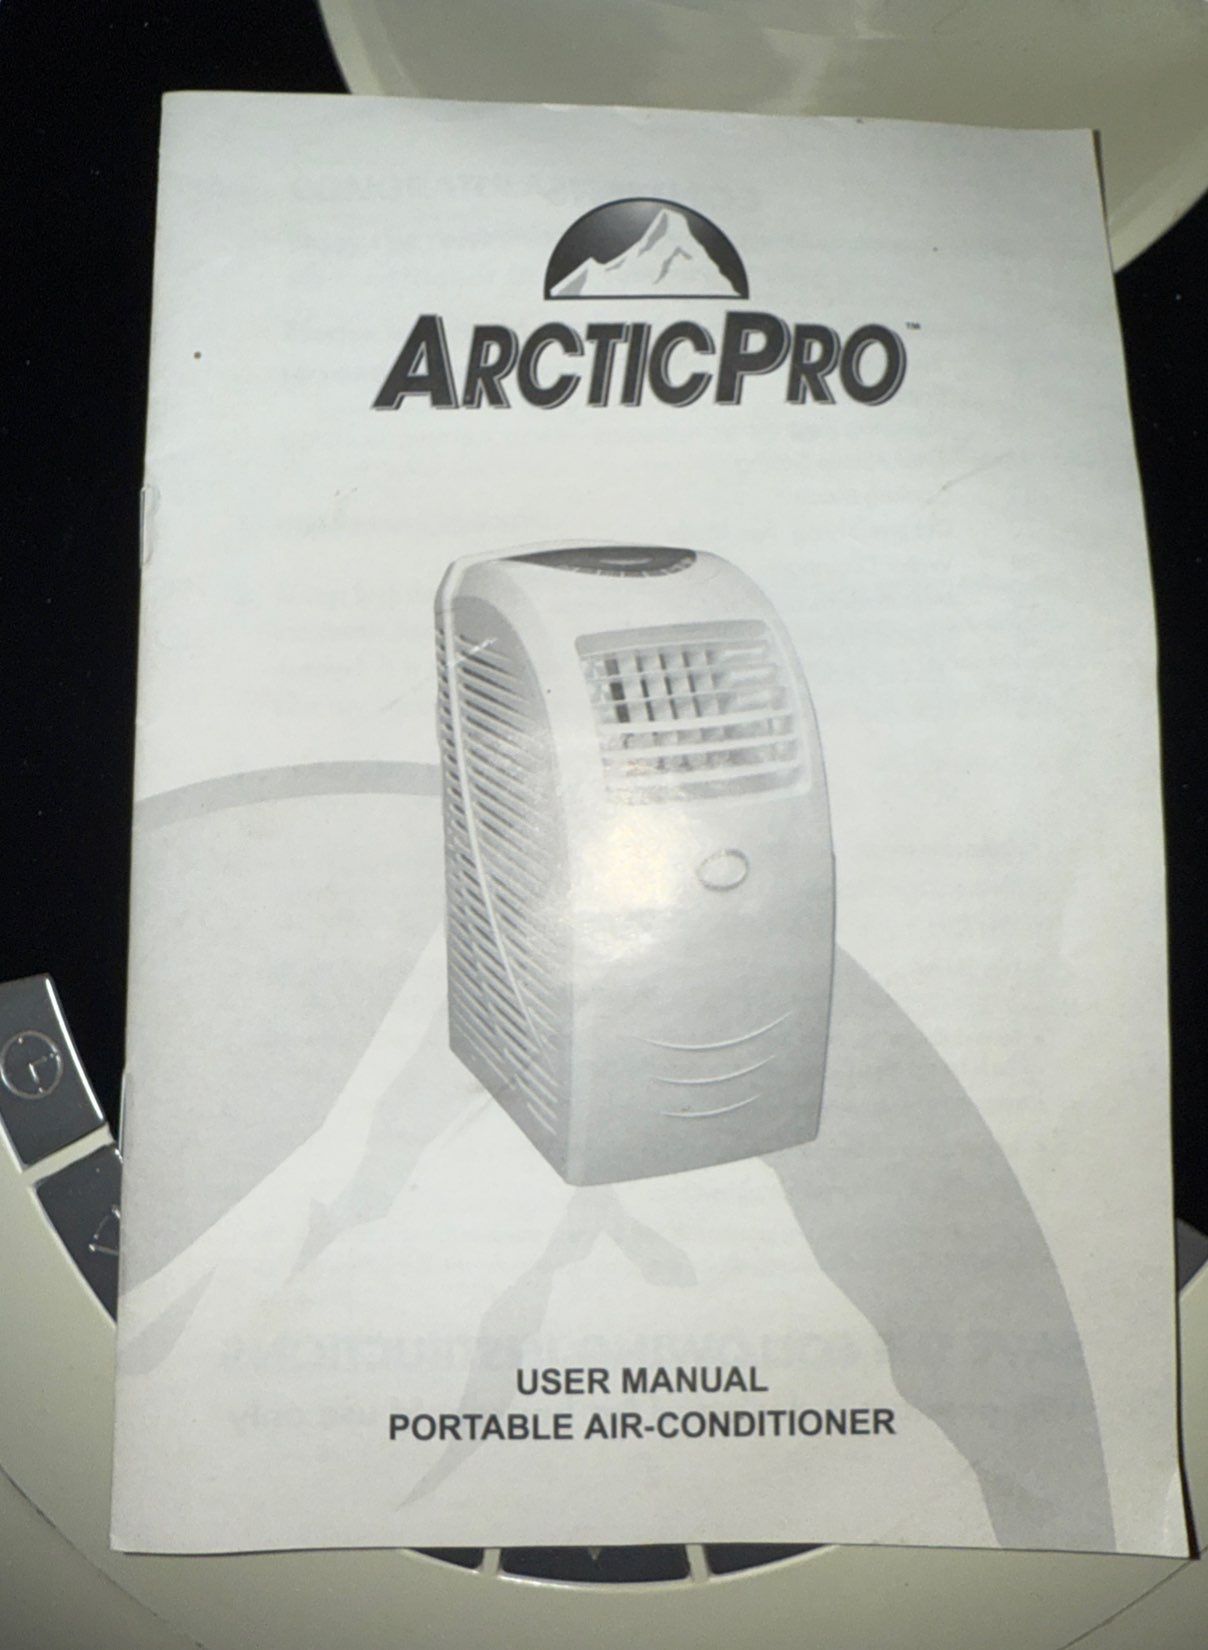 ARCTICPRO™
USER MANUAL
PORTABLE AIR-CONDITIONER